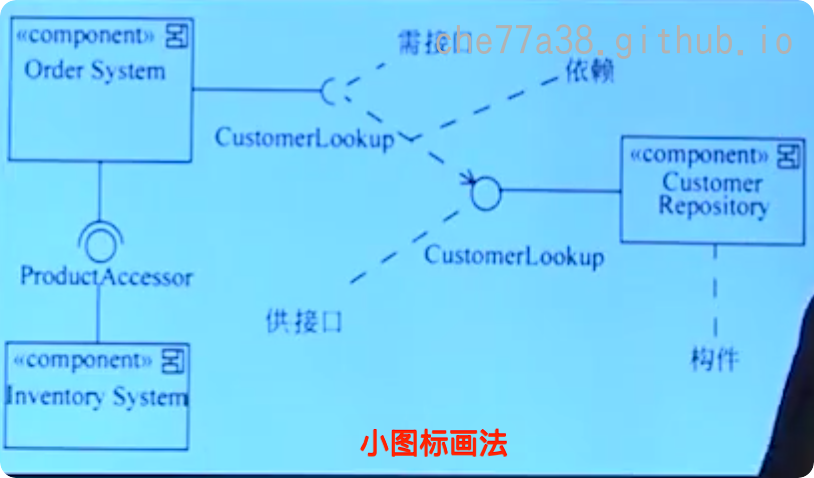 «component»
Order System
需接口
che77a38.github.io
依赖
CustomerLookup
«component»
Customer
Repository
ProductAccessor
CustomerLookup
供接口
«component»
Inventory System
构件
小图标画法